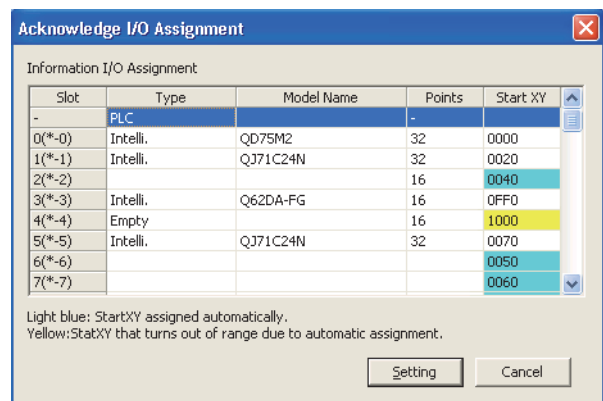 Acknowledge I/O Assignment
Information I/O Assignment
Slot Type Model Name Points Start XY
- PLC -
0(*-0) Intelli. QD75M2 32 0000
1(*-1) Intelli. QJ71C24N 32 0020
2(*-2) 16 0040
3(*-3) Intelli. Q62DA-FG 16 0FF0
4(*-4) Empty 16 1000
5(*-5) Intelli. QJ71C24N 32 0070
6(*-6) 0050
7(*-7) 0060
Light blue: StartXY assigned automatically.
Yellow:StatXY that turns out of range due to automatic assignment.
Setting Cancel